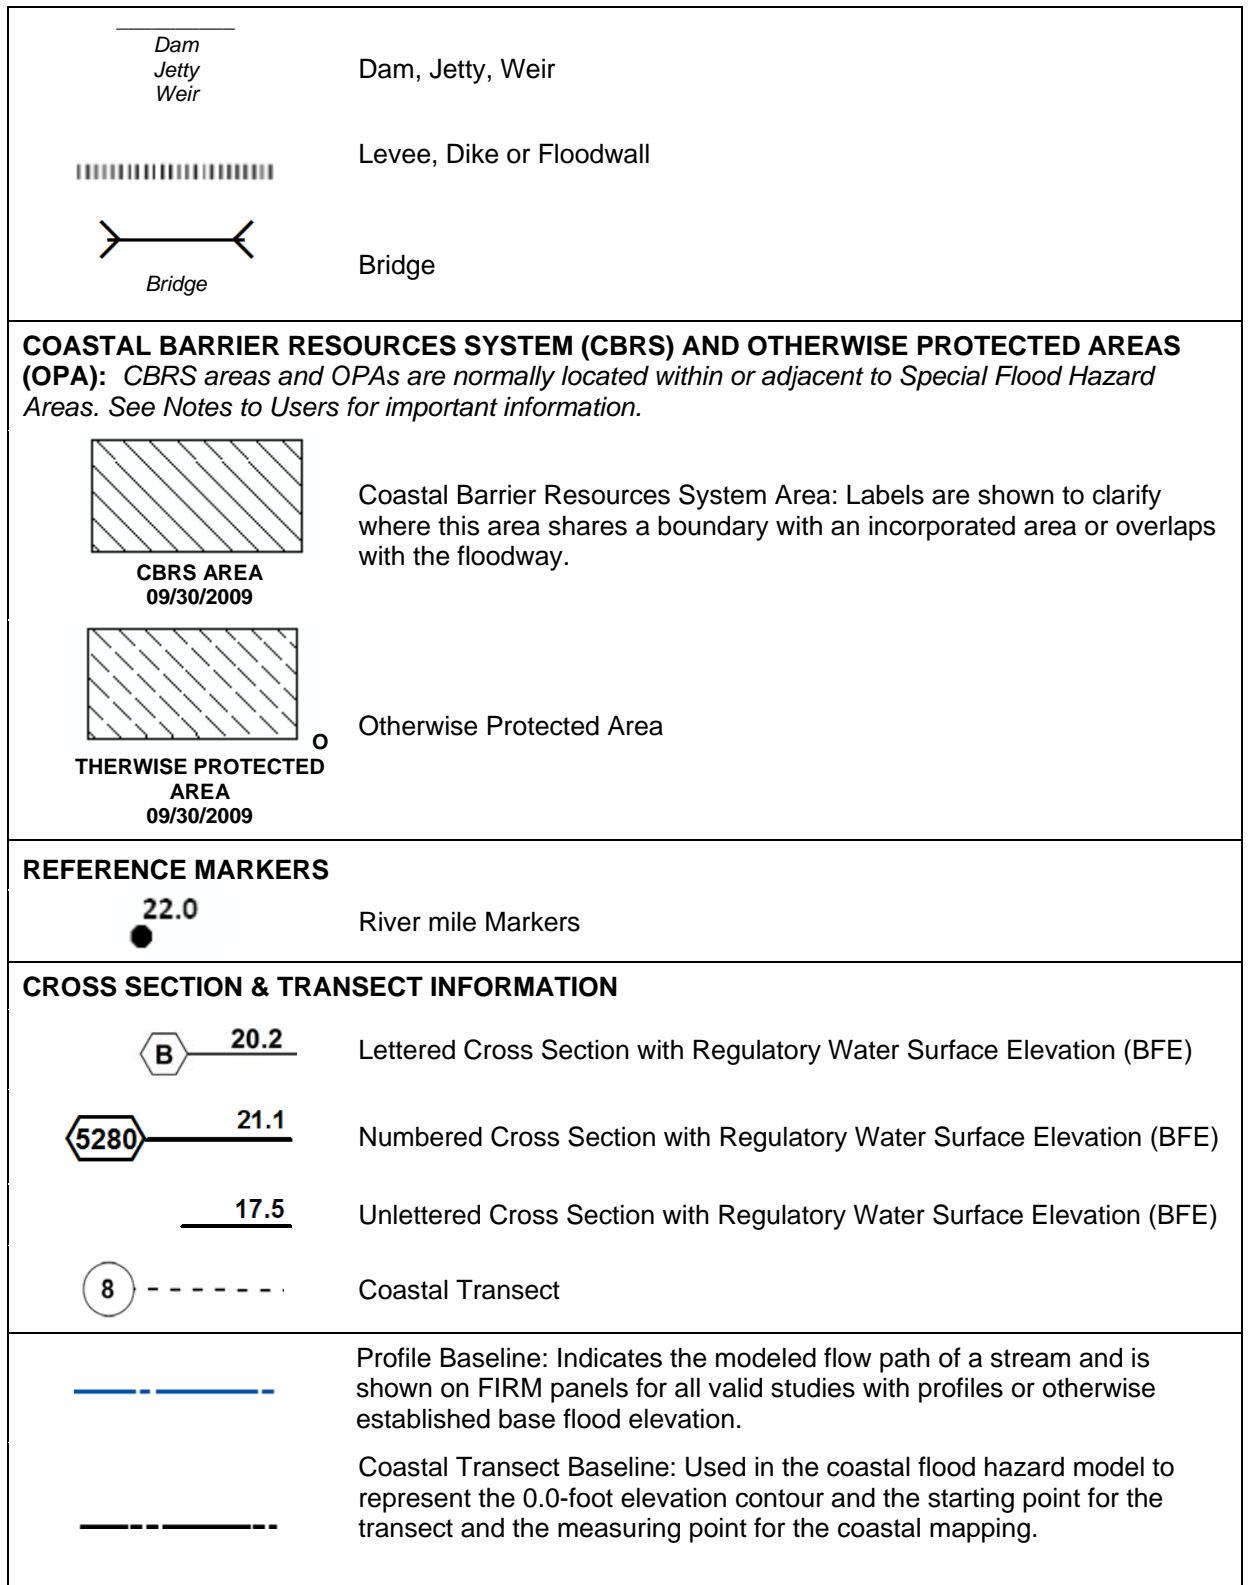 Dam
Jetty
Weir
Dam, Jetty, Weir
Levee, Dike or Floodwall
Bridge
Bridge
COASTAL BARRIER RESOURCES SYSTEM (CBRS) AND OTHERWISE PROTECTED AREAS
(OPA): CBRS areas and OPAs are normally located within or adjacent to Special Flood Hazard
Areas. See Notes to Users for important information.
CBRS AREA
09/30/2009
Coastal Barrier Resources System Area: Labels are shown to clarify
where this area shares a boundary with an incorporated area or overlaps
with the floodway.
O
THERWISE PROTECTED
AREA
09/30/2009
Otherwise Protected Area
REFERENCE MARKERS
22.0
River mile Markers
CROSS SECTION & TRANSECT INFORMATION
B 20.2
Lettered Cross Section with Regulatory Water Surface Elevation (BFE)
5280 21.1
Numbered Cross Section with Regulatory Water Surface Elevation (BFE)
17.5
Unlettered Cross Section with Regulatory Water Surface Elevation (BFE)
8
Coastal Transect
Profile Baseline: Indicates the modeled flow path of a stream and is
shown on FIRM panels for all valid studies with profiles or otherwise
established base flood elevation.
Coastal Transect Baseline: Used in the coastal flood hazard model to
represent the 0.0-foot elevation contour and the starting point for the
transect and the measuring point for the coastal mapping.